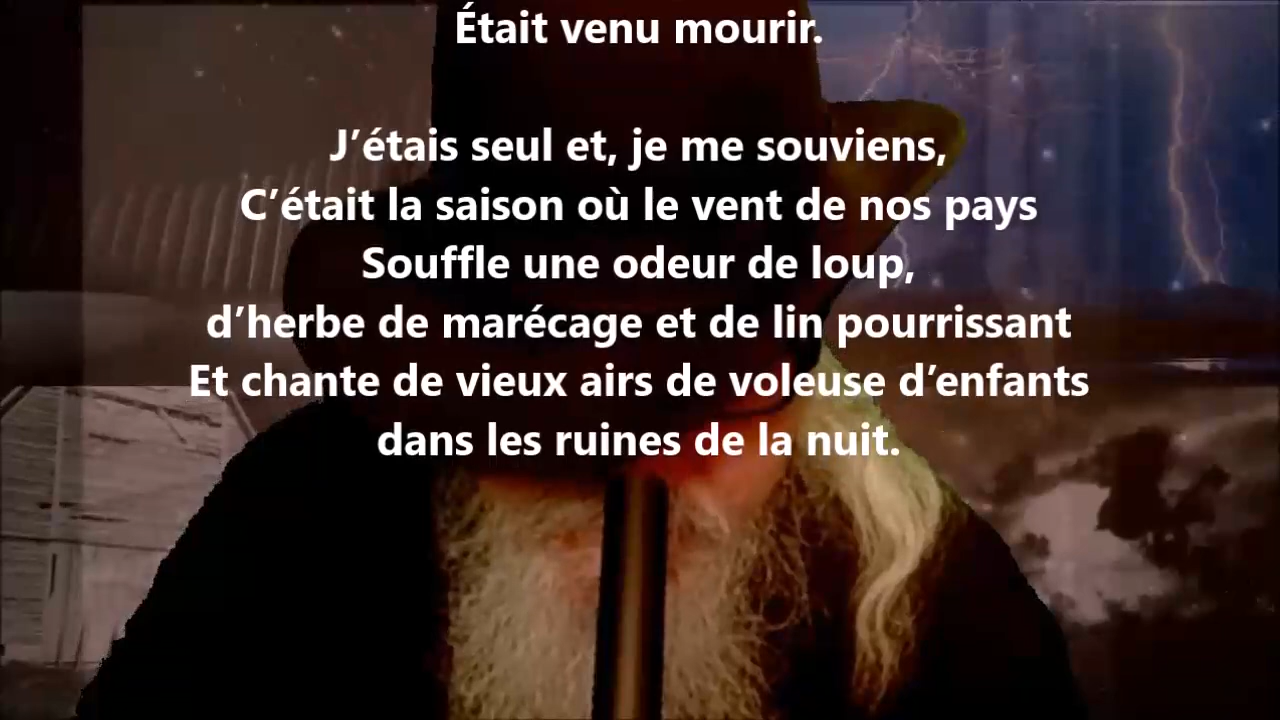 Était venu mourir.
J’étais seul et, je me souviens,
C’était la saison où le vent de nos pays
Souffle une odeur de loup,
d’herbe de marécage et de lin pourrissant
Et chante de vieux airs de voleuse d’enfants
dans les ruines de la nuit.